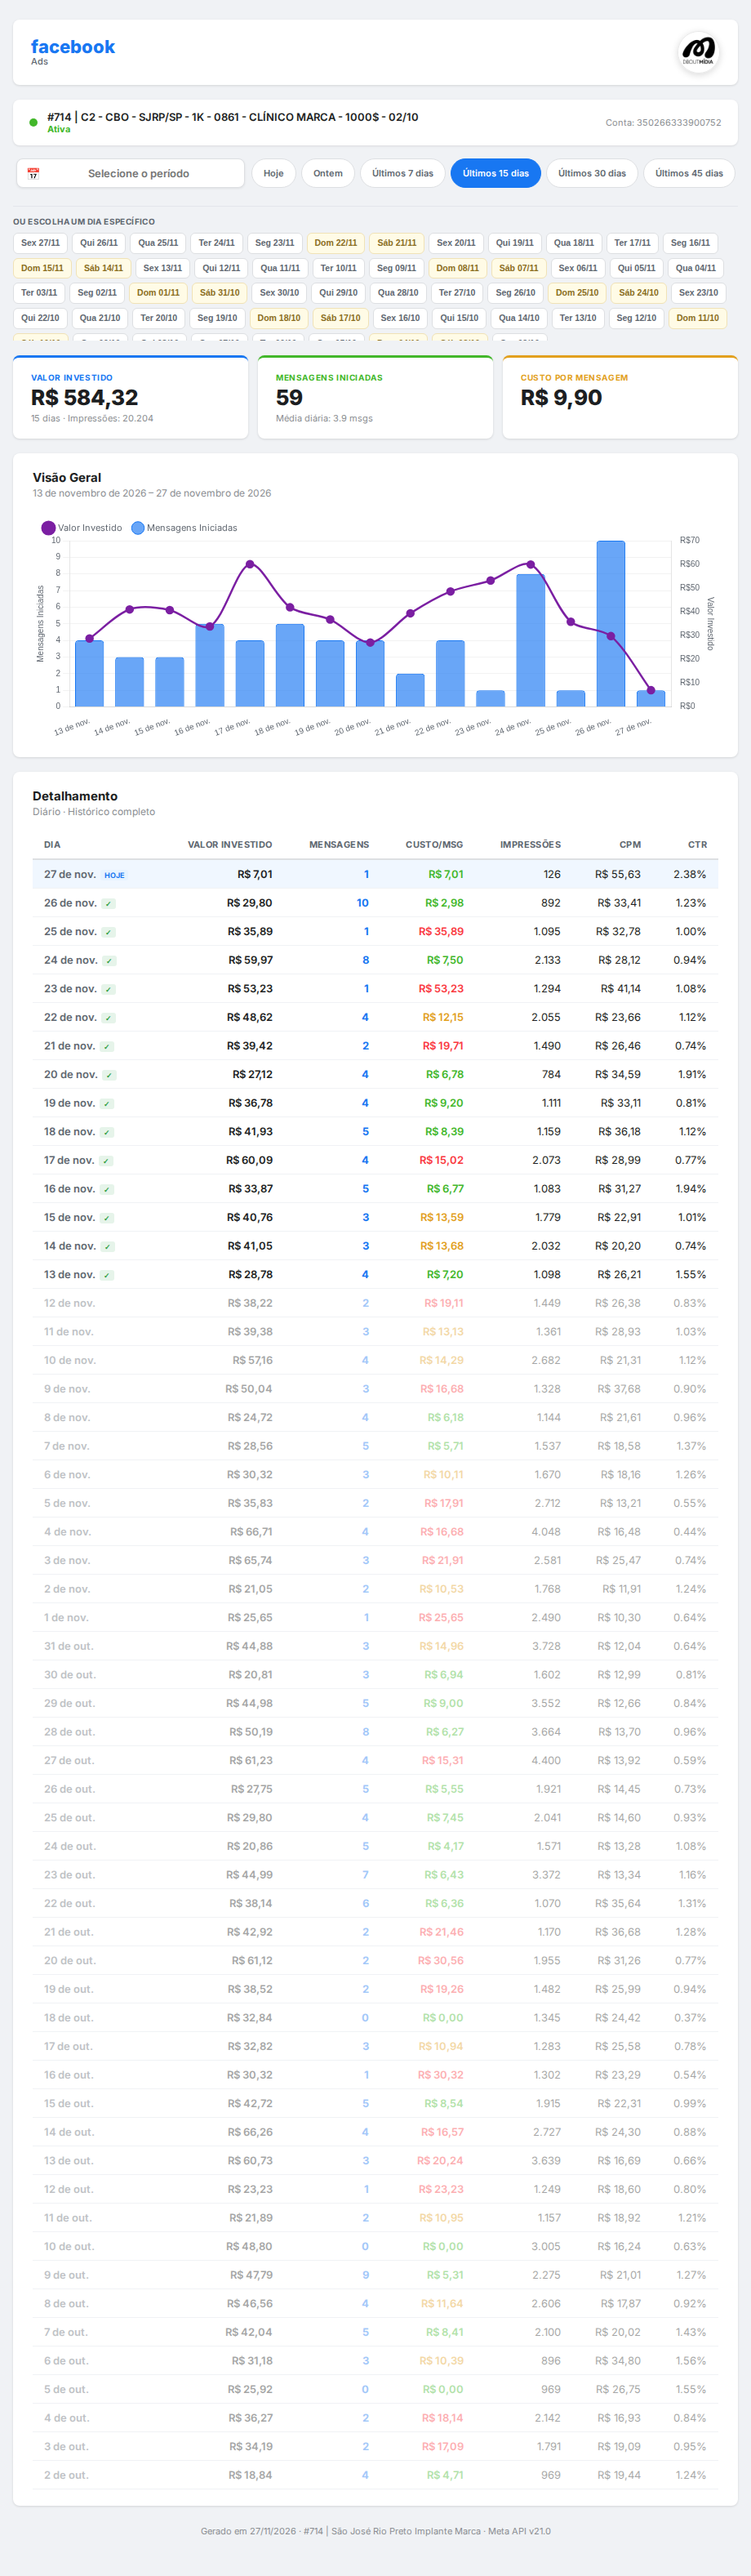 facebook
Ads
DBOUTMÍDIA
#714 | C2 - CBO - SJRP/SP - 1K - 0861 - CLÍNICO MARCA - 1000$ - 02/10
Ativa
Conta: 350266333900752
Selecione o período
Hoje
Ontem
Últimos 7 dias
Últimos 15 dias
Últimos 30 dias
Últimos 45 dias
OU ESCOLHA UM DIA ESPECÍFICO
Sex 27/11 Qui 26/11 Qua 25/11 Ter 24/11 Seg 23/11 Dom 22/11 Sáb 21/11 Sex 20/11 Qui 19/11 Qua 18/11 Ter 17/11 Seg 16/11
Dom 15/11 Sáb 14/11 Sex 13/11 Qui 12/11 Qua 11/11 Ter 10/11 Seg 09/11 Dom 08/11 Sáb 07/11 Sex 06/11 Qui 05/11 Qua 04/11
Ter 03/11 Seg 02/11 Dom 01/11 Sáb 31/10 Sex 30/10 Qui 29/10 Qua 28/10 Ter 27/10 Seg 26/10 Dom 25/10 Sáb 24/10 Sex 23/10
Qui 22/10 Qua 21/10 Ter 20/10 Seg 19/10 Dom 18/10 Sáb 17/10 Sex 16/10 Qui 15/10 Qua 14/10 Ter 13/10 Seg 12/10 Dom 11/10
VALOR INVESTIDO
R$ 584,32
15 dias · Impressões: 20.204
MENSAGENS INICIADAS
59
Média diária: 3.9 msgs
CUSTO POR MENSAGEM
R$ 9,90
Visão Geral
13 de novembro de 2026 – 27 de novembro de 2026
Valor Investido Mensagens Iniciadas
10 R$70
9
8 R$60
7 R$50
6 R$40
5
4 R$30
3 R$20
2
1 R$10
0 R$0
Mensagens Iniciadas
Valor Investido
13 de nov. 14 de nov. 15 de nov. 16 de nov. 17 de nov. 18 de nov. 19 de nov. 20 de nov. 21 de nov. 22 de nov. 23 de nov. 24 de nov. 25 de nov. 26 de nov. 27 de nov.
Detalhamento
Diário · Histórico completo
DIA VALOR INVESTIDO MENSAGENS CUSTO/MSG IMPRESSÕES CPM CTR
27 de nov. HOJE R$ 7,01 1 R$ 7,01 126 R$ 55,63 2.38%
26 de nov. ✓ R$ 29,80 10 R$ 2,98 892 R$ 33,41 1.23%
25 de nov. ✓ R$ 35,89 1 R$ 35,89 1.095 R$ 32,78 1.00%
24 de nov. ✓ R$ 59,97 8 R$ 7,50 2.133 R$ 28,12 0.94%
23 de nov. ✓ R$ 53,23 1 R$ 53,23 1.294 R$ 41,14 1.08%
22 de nov. ✓ R$ 48,62 4 R$ 12,15 2.055 R$ 23,66 1.12%
21 de nov. ✓ R$ 39,42 2 R$ 19,71 1.490 R$ 26,46 0.74%
20 de nov. ✓ R$ 27,12 4 R$ 6,78 784 R$ 34,59 1.91%
19 de nov. ✓ R$ 36,78 4 R$ 9,20 1.111 R$ 33,11 0.81%
18 de nov. ✓ R$ 41,93 5 R$ 8,39 1.159 R$ 36,18 1.12%
17 de nov. ✓ R$ 60,09 4 R$ 15,02 2.073 R$ 28,99 0.77%
16 de nov. ✓ R$ 33,87 5 R$ 6,77 1.083 R$ 31,27 1.94%
15 de nov. ✓ R$ 40,76 3 R$ 13,59 1.779 R$ 22,91 1.01%
14 de nov. ✓ R$ 41,05 3 R$ 13,68 2.032 R$ 20,20 0.74%
13 de nov. ✓ R$ 28,78 4 R$ 7,20 1.098 R$ 26,21 1.55%
12 de nov. R$ 38,22 2 R$ 19,11 1.449 R$ 26,38 0.83%
11 de nov. R$ 39,38 3 R$ 13,13 1.361 R$ 28,93 1.03%
10 de nov. R$ 57,16 4 R$ 14,29 2.682 R$ 21,31 1.12%
9 de nov. R$ 50,04 3 R$ 16,68 1.328 R$ 37,68 0.90%
8 de nov. R$ 24,72 4 R$ 6,18 1.144 R$ 21,61 0.96%
7 de nov. R$ 28,56 5 R$ 5,71 1.537 R$ 18,58 1.37%
6 de nov. R$ 30,32 3 R$ 10,11 1.670 R$ 18,16 1.26%
5 de nov. R$ 35,83 2 R$ 17,91 2.712 R$ 13,21 0.55%
4 de nov. R$ 66,71 4 R$ 16,68 4.048 R$ 16,48 0.44%
3 de nov. R$ 65,74 3 R$ 21,91 2.581 R$ 25,47 0.74%
2 de nov. R$ 21,05 2 R$ 10,53 1.768 R$ 11,91 1.24%
1 de nov. R$ 25,65 1 R$ 25,65 2.490 R$ 10,30 0.64%
31 de out. R$ 44,88 3 R$ 14,96 3.728 R$ 12,04 0.64%
30 de out. R$ 20,81 3 R$ 6,94 1.602 R$ 12,99 0.81%
29 de out. R$ 44,98 5 R$ 9,00 3.552 R$ 12,66 0.84%
28 de out. R$ 50,19 8 R$ 6,27 3.664 R$ 13,70 0.96%
27 de out. R$ 61,23 4 R$ 15,31 4.400 R$ 13,92 0.59%
26 de out. R$ 27,75 5 R$ 5,55 1.921 R$ 14,45 0.73%
25 de out. R$ 29,80 4 R$ 7,45 2.041 R$ 14,60 0.93%
24 de out. R$ 20,86 5 R$ 4,17 1.571 R$ 13,28 1.08%
23 de out. R$ 44,99 7 R$ 6,43 3.372 R$ 13,34 1.16%
22 de out. R$ 38,14 6 R$ 6,36 1.070 R$ 35,64 1.31%
21 de out. R$ 42,92 2 R$ 21,46 1.170 R$ 36,68 1.28%
20 de out. R$ 61,12 2 R$ 30,56 1.955 R$ 31,26 0.77%
19 de out. R$ 38,52 2 R$ 19,26 1.482 R$ 25,99 0.94%
18 de out. R$ 32,84 0 R$ 0,00 1.345 R$ 24,42 0.37%
17 de out. R$ 32,82 3 R$ 10,94 1.283 R$ 25,58 0.78%
16 de out. R$ 30,32 1 R$ 30,32 1.302 R$ 23,29 0.54%
15 de out. R$ 42,72 5 R$ 8,54 1.915 R$ 22,31 0.99%
14 de out. R$ 66,26 4 R$ 16,57 2.727 R$ 24,30 0.88%
13 de out. R$ 60,73 3 R$ 20,24 3.639 R$ 16,69 0.66%
12 de out. R$ 23,23 1 R$ 23,23 1.249 R$ 18,60 0.80%
11 de out. R$ 21,89 2 R$ 10,95 1.157 R$ 18,92 1.21%
10 de out. R$ 48,80 0 R$ 0,00 3.005 R$ 16,24 0.63%
9 de out. R$ 47,79 9 R$ 5,31 2.275 R$ 21,01 1.27%
8 de out. R$ 46,56 4 R$ 11,64 2.606 R$ 17,87 0.92%
7 de out. R$ 42,04 5 R$ 8,41 2.100 R$ 20,02 1.43%
6 de out. R$ 31,18 3 R$ 10,39 896 R$ 34,80 1.56%
5 de out. R$ 25,92 0 R$ 0,00 969 R$ 26,75 1.55%
4 de out. R$ 36,27 2 R$ 18,14 2.142 R$ 16,93 0.84%
3 de out. R$ 34,19 2 R$ 17,09 1.791 R$ 19,09 0.95%
2 de out. R$ 18,84 4 R$ 4,71 969 R$ 19,44 1.24%
Gerado em 27/11/2026 · #714 | São José Rio Preto Implante Marca · Meta API v21.0